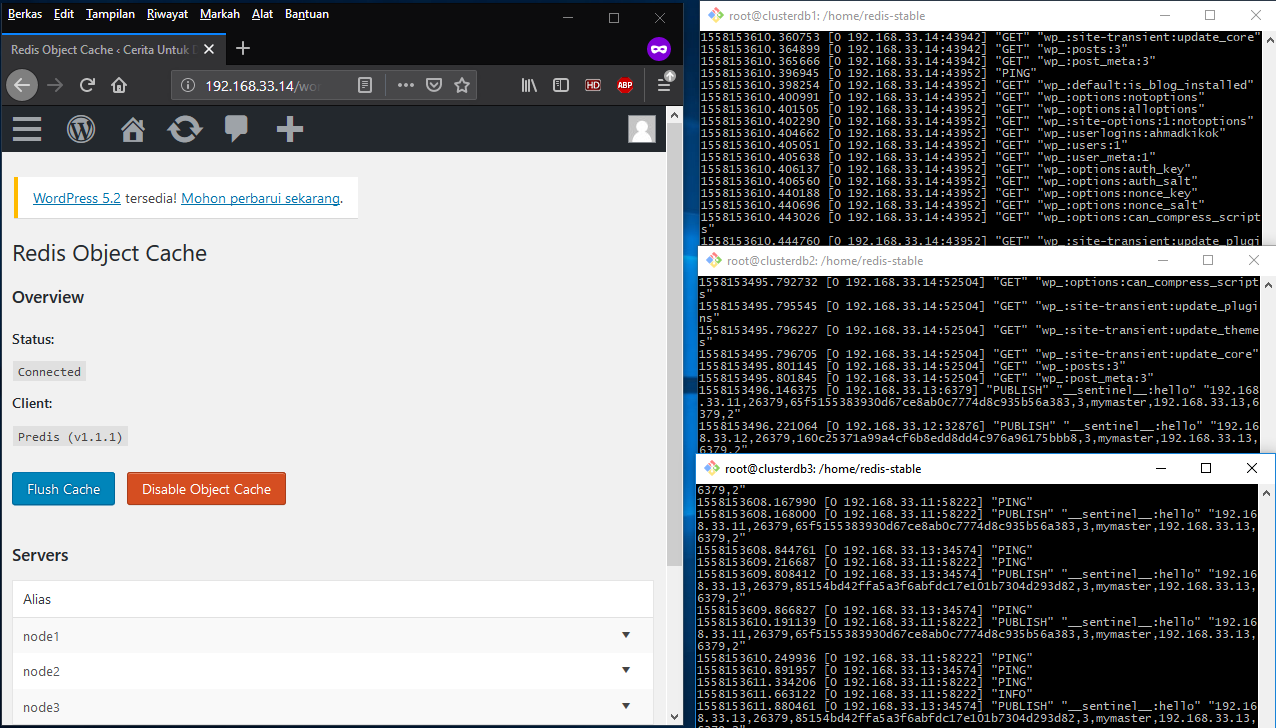 Berkas Edit Tampilan Riwayat Markah Alat Bantuan
Redis Object Cache ‹ Cerita Untuk
192.168.33.14/wo
HD
ABP
WordPress 5.2 tersedia! Mohon perbarui sekarang.
Redis Object Cache
Overview
Status:
Connected
Client:
Predis (v1.1.1)
Flush Cache
Disable Object Cache
Servers
Alias
node1
node2
node3
root@clusterdb1: /home/redis-stable
1558153610.360753 [0 192.168.33.14:43942] "GET" "wp_:site-transient:update_core"
1558153610.364899 [0 192.168.33.14:43942] "GET" "wp_:posts:3"
1558153610.365666 [0 192.168.33.14:43942] "GET" "wp_:post_meta:3"
1558153610.396945 [0 192.168.33.14:43952] "PING"
1558153610.398254 [0 192.168.33.14:43952] "GET" "wp_:default:is_blog_installed"
1558153610.400991 [0 192.168.33.14:43952] "GET" "wp_:options:notoptions"
1558153610.401505 [0 192.168.33.14:43952] "GET" "wp_:options:alloptions"
1558153610.402290 [0 192.168.33.14:43952] "GET" "wp_:site-options:1:notoptions"
1558153610.404662 [0 192.168.33.14:43952] "GET" "wp_:userlogins:ahmadkikok"
1558153610.405051 [0 192.168.33.14:43952] "GET" "wp_:users:1"
1558153610.405638 [0 192.168.33.14:43952] "GET" "wp_:user_meta:1"
1558153610.406137 [0 192.168.33.14:43952] "GET" "wp_:options:auth_key"
1558153610.406560 [0 192.168.33.14:43952] "GET" "wp_:options:auth_salt"
1558153610.440188 [0 192.168.33.14:43952] "GET" "wp_:options:nonce_key"
1558153610.440696 [0 192.168.33.14:43952] "GET" "wp_:options:nonce_salt"
1558153610.443026 [0 192.168.33.14:43952] "GET" "wp_:options:can_compress_script
s"
1558153610.444760 [0 192.168.33.14:43952] "GET" "wp_:site-transient:update_plugi
root@clusterdb2: /home/redis-stable
1558153495.792732 [0 192.168.33.14:52504] "GET" "wp_:options:can_compress_script
s"
1558153495.795545 [0 192.168.33.14:52504] "GET" "wp_:site-transient:update_plugi
ns"
1558153495.796227 [0 192.168.33.14:52504] "GET" "wp_:site-transient:update_theme
s"
1558153495.796705 [0 192.168.33.14:52504] "GET" "wp_:site-transient:update_core"
1558153495.801145 [0 192.168.33.14:52504] "GET" "wp_:posts:3"
1558153495.801845 [0 192.168.33.14:52504] "GET" "wp_:post_meta:3"
1558153496.146375 [0 192.168.33.13:6379] "PUBLISH" "__sentinel__:hello" "192.168
.33.11,26379,65f5155383930d67ce8ab0c7774d8c935b56a383,3,mymaster,192.168.33.13,6
379,2"
1558153496.221064 [0 192.168.33.12:32876] "PUBLISH" "__sentinel__:hello" "192.16
8.33.12,26379,160c25371a99a4cf6b8edd8dd4c976a96175bbb8,3,mymaster,192.168.33.13,
6379,2"
root@clusterdb3: /home/redis-stable
6379,2"
1558153608.167990 [0 192.168.33.11:58222] "PING"
1558153608.168000 [0 192.168.33.11:58222] "PUBLISH" "__sentinel__:hello" "192.16
8.33.11,26379,65f5155383930d67ce8ab0c7774d8c935b56a383,3,mymaster,192.168.33.13,
6379,2"
1558153608.844761 [0 192.168.33.13:34574] "PING"
1558153609.216687 [0 192.168.33.11:58222] "PING"
1558153609.808412 [0 192.168.33.13:34574] "PUBLISH" "__sentinel__:hello" "192.16
8.33.13,26379,85154bd42ffa5a3f6abfdc17e101b7304d293d82,3,mymaster,192.168.33.13,
6379,2"
1558153609.866827 [0 192.168.33.13:34574] "PING"
1558153610.191139 [0 192.168.33.11:58222] "PUBLISH" "__sentinel__:hello" "192.16
8.33.11,26379,65f5155383930d67ce8ab0c7774d8c935b56a383,3,mymaster,192.168.33.13,
6379,2"
1558153610.249936 [0 192.168.33.11:58222] "PING"
1558153610.891957 [0 192.168.33.13:34574] "PING"
1558153611.334206 [0 192.168.33.11:58222] "PING"
1558153611.663122 [0 192.168.33.11:58222] "INFO"
1558153611.880461 [0 192.168.33.13:34574] "PUBLISH" "__sentinel__:hello" "192.16
8.33.13,26379,85154bd42ffa5a3f6abfdc17e101b7304d293d82,3,mymaster,192.168.33.13,
6379,2"